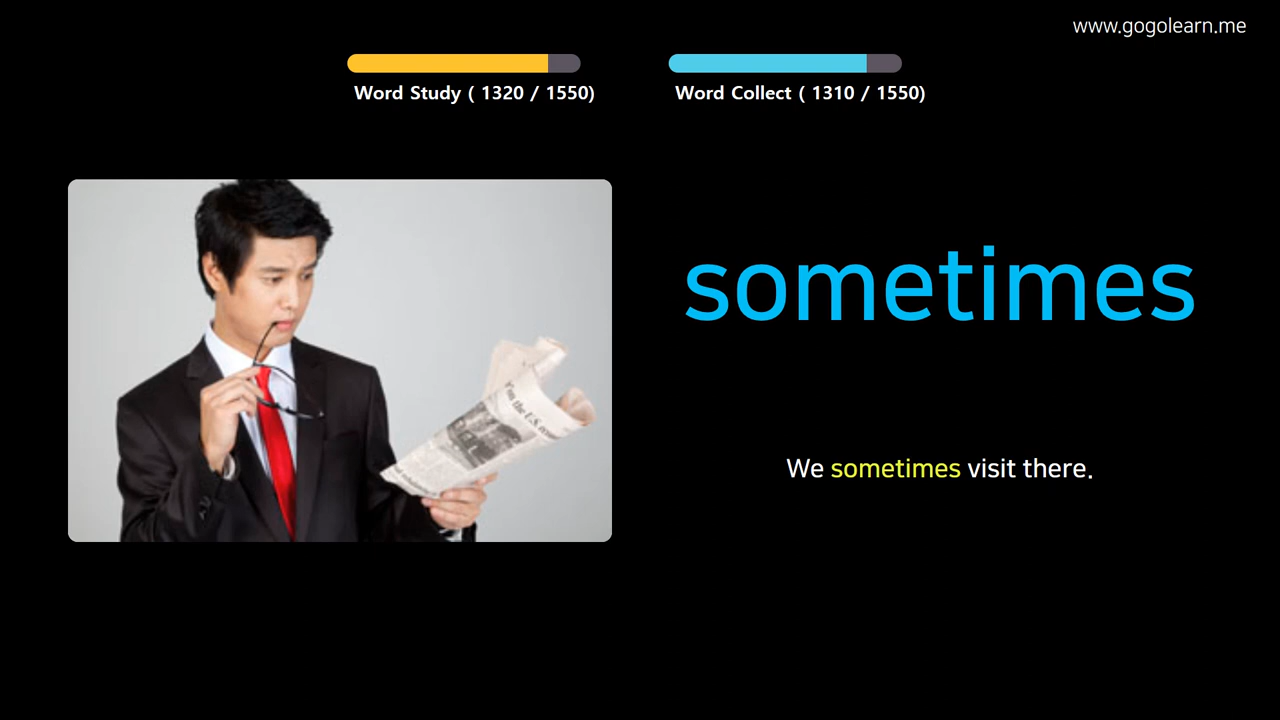 www.gogolearn.me
Word Study ( 1320 / 1550)
Word Collect ( 1310 / 1550)
sometimes
We sometimes visit there.